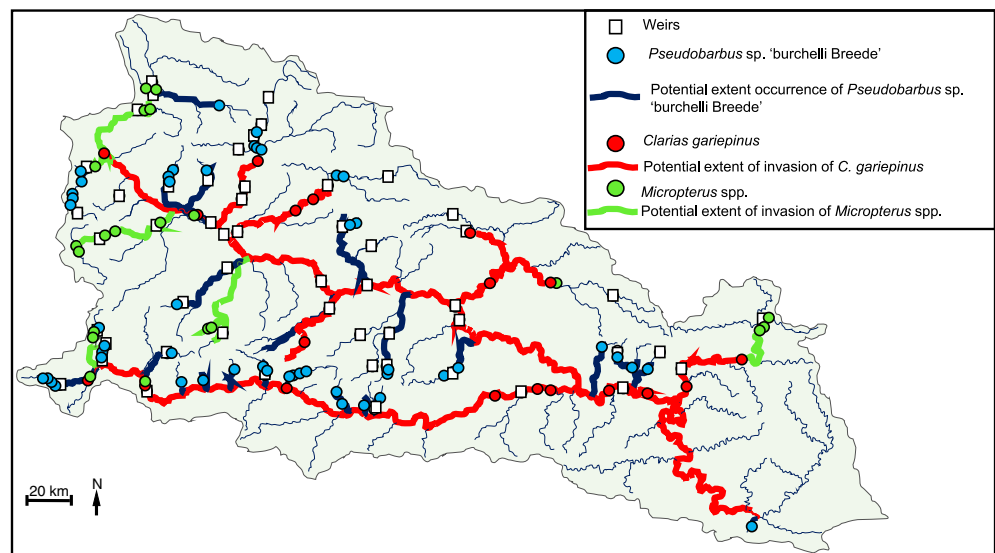 Weirs
Pseudobarbus sp. 'burchelli Breede'
Potential extent occurrence of Pseudobarbus sp.
'burchelli Breede'
Clarias gariepinus
Potential extent of invasion of C. gariepinus
Micropterus spp.
Potential extent of invasion of Micropterus spp.
20 km
N